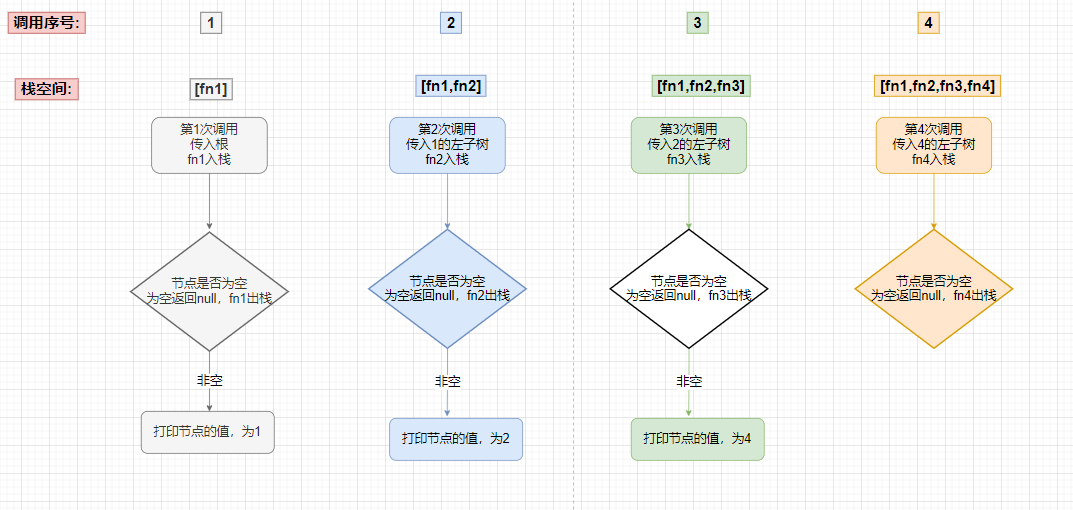 调用序号:
1
2
3
4
栈空间:
[fn1]
[fn1,fn2]
[fn1,fn2,fn3]
[fn1,fn2,fn3,fn4]
第1次调用
传入根
fn1入栈
第2次调用
传入1的左子树
fn2入栈
第3次调用
传入2的左子树
fn3入栈
第4次调用
传入4的左子树
fn4入栈
节点是否为空
为空返回null，fn1出栈
节点是否为空
为空返回null，fn2出栈
节点是否为空
为空返回null，fn3出栈
节点是否为空
为空返回null，fn4出栈
非空
非空
非空
打印节点的值，为1
打印节点的值，为2
打印节点的值，为4